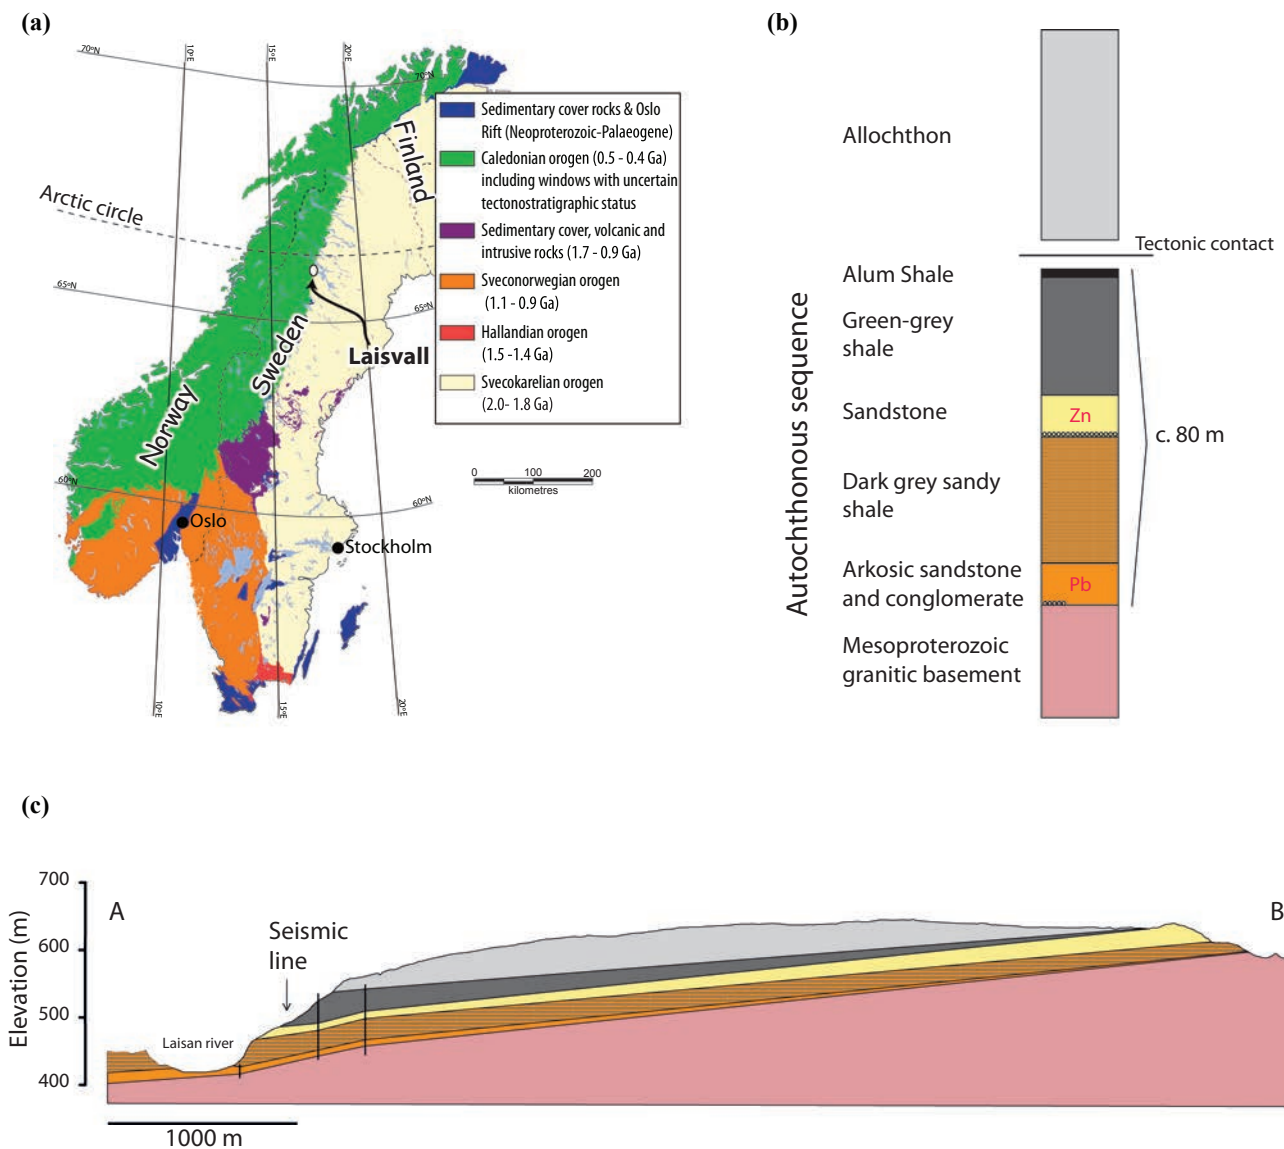 (a)
70°N
10°E
15°E
20°E
70°N
Sedimentary cover rocks & Oslo
Rift (Neoproterozoic-Palaeogene)
Caledonian orogen (0.5 - 0.4 Ga)
including windows with uncertain
tectonostratigraphic status
Sedimentary cover, volcanic and
intrusive rocks (1.7 - 0.9 Ga)
Sveconorwegian orogen
(1.1 - 0.9 Ga)
Hallandian orogen
(1.5 -1.4 Ga)
Svecokarelian orogen
(2.0- 1.8 Ga)
Finland
Arctic circle
65°N
65°N
Laisvall
Sweden
Norway
0 100 200
kilometres
60°N
60°N
Oslo
Stockholm
10°E
15°E
20°E
(b)
Allochthon
Tectonic contact
Autochthonous sequence
Alum Shale
Green-grey
shale
Sandstone
Zn
c. 80 m
Dark grey sandy
shale
Arkosic sandstone
and conglomerate
Pb
Mesoproterozoic
granitic basement
(c)
Elevation (m)
700
600
500
400
A
B
Seismic
line
Laisan river
1000 m